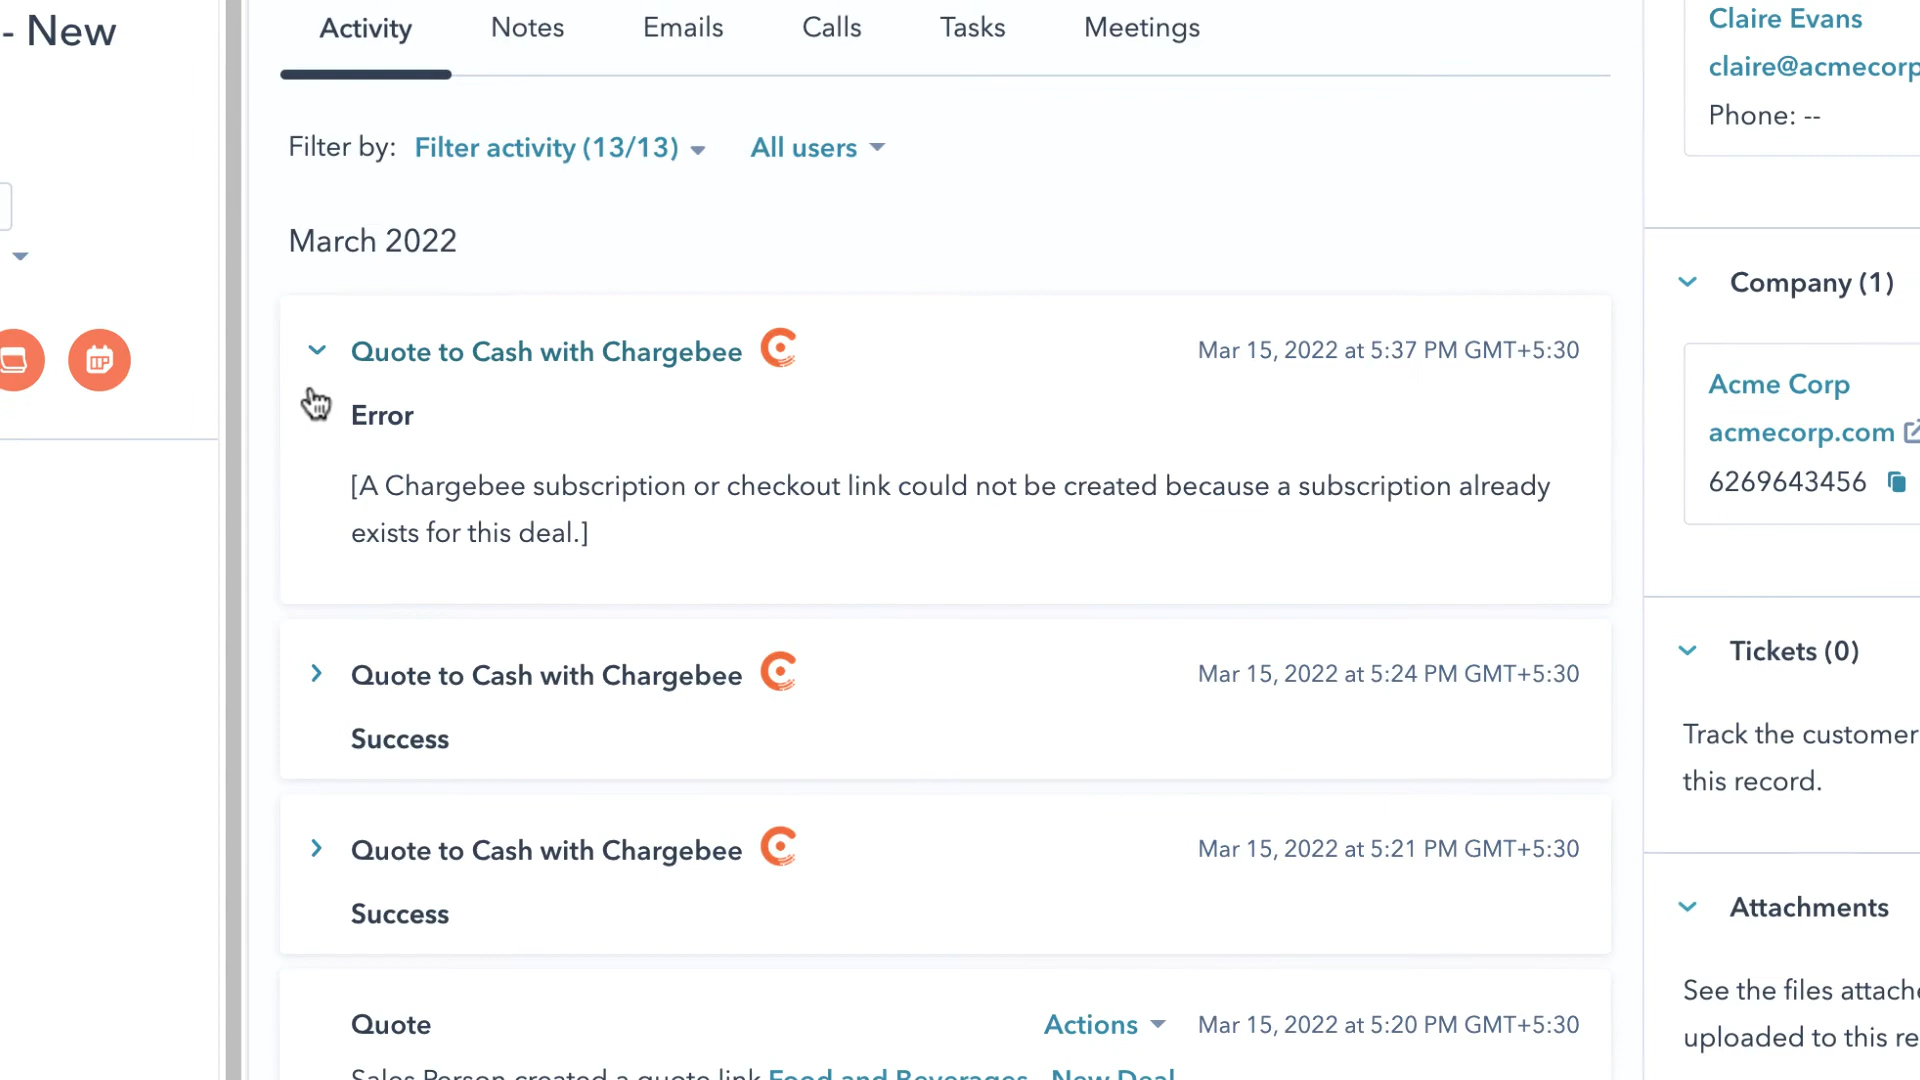 - New
Activity
Notes
Emails
Calls
Tasks
Meetings
Filter by: Filter activity (13/13) All users
March 2022
Quote to Cash with Chargebee
Mar 15, 2022 at 5:37 PM GMT+5:30
Error
[A Chargebee subscription or checkout link could not be created because a subscription already
exists for this deal.]
Quote to Cash with Chargebee
Mar 15, 2022 at 5:24 PM GMT+5:30
Success
Quote to Cash with Chargebee
Mar 15, 2022 at 5:21 PM GMT+5:30
Success
Quote
Actions
Mar 15, 2022 at 5:20 PM GMT+5:30
Sales Person created a quote link Food and Beverages - New Deal
Claire Evans
claire@acmecorp
Phone: --
Company (1)
Acme Corp
acmecorp.com
6269643456
Tickets (0)
Track the customer
this record.
Attachments
See the files attache
uploaded to this re